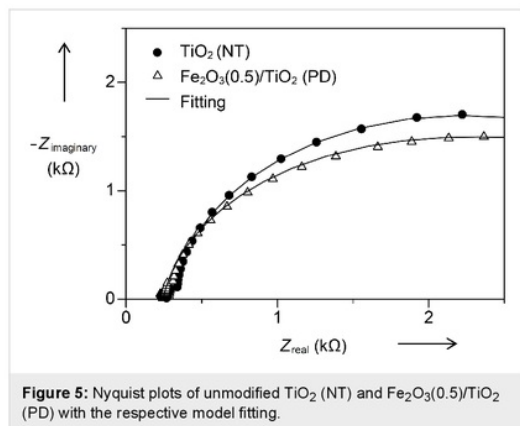 TiO2 (NT)
Fe2O3(0.5)/TiO2 (PD)
Fitting
2
-Zimaginary
(kΩ)
1
0
0 1 2
Zreal (kΩ)
Figure 5: Nyquist plots of unmodified TiO2 (NT) and Fe2O3(0.5)/TiO2
(PD) with the respective model fitting.